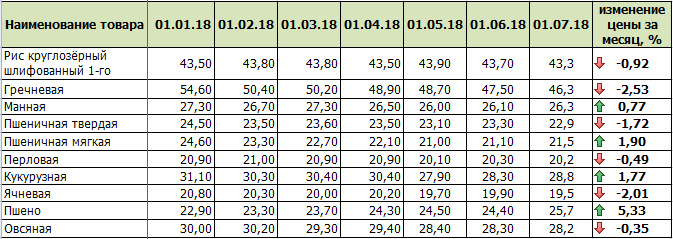 Наименование товара 01.01.18 01.02.18 01.03.18 01.04.18 01.05.18 01.06.18 01.07.18 изменение
цены за
месяц, %
Рис круглозёрный
шлифованный 1-го 43,50 43,80 43,80 43,50 43,90 43,70 43,3 -0,92
Гречневая 54,60 50,40 50,20 48,90 48,70 47,50 46,3 -2,53
Манная 27,30 26,70 27,30 26,50 26,00 26,10 26,3 0,77
Пшеничная твердая 24,50 23,50 23,60 23,50 23,10 23,30 22,9 -1,72
Пшеничная мягкая 24,60 23,30 22,70 22,10 21,00 21,10 21,5 1,90
Перловая 20,90 21,00 20,90 20,90 20,10 20,30 20,2 -0,49
Кукурузная 31,10 30,30 30,40 30,40 27,90 28,30 28,8 1,77
Ячневая 20,80 20,30 20,00 20,20 19,70 19,90 19,5 -2,01
Пшено 22,90 23,30 23,70 24,30 24,50 24,40 25,7 5,33
Овсяная 30,00 30,20 29,30 29,40 28,40 28,30 28,2 -0,35